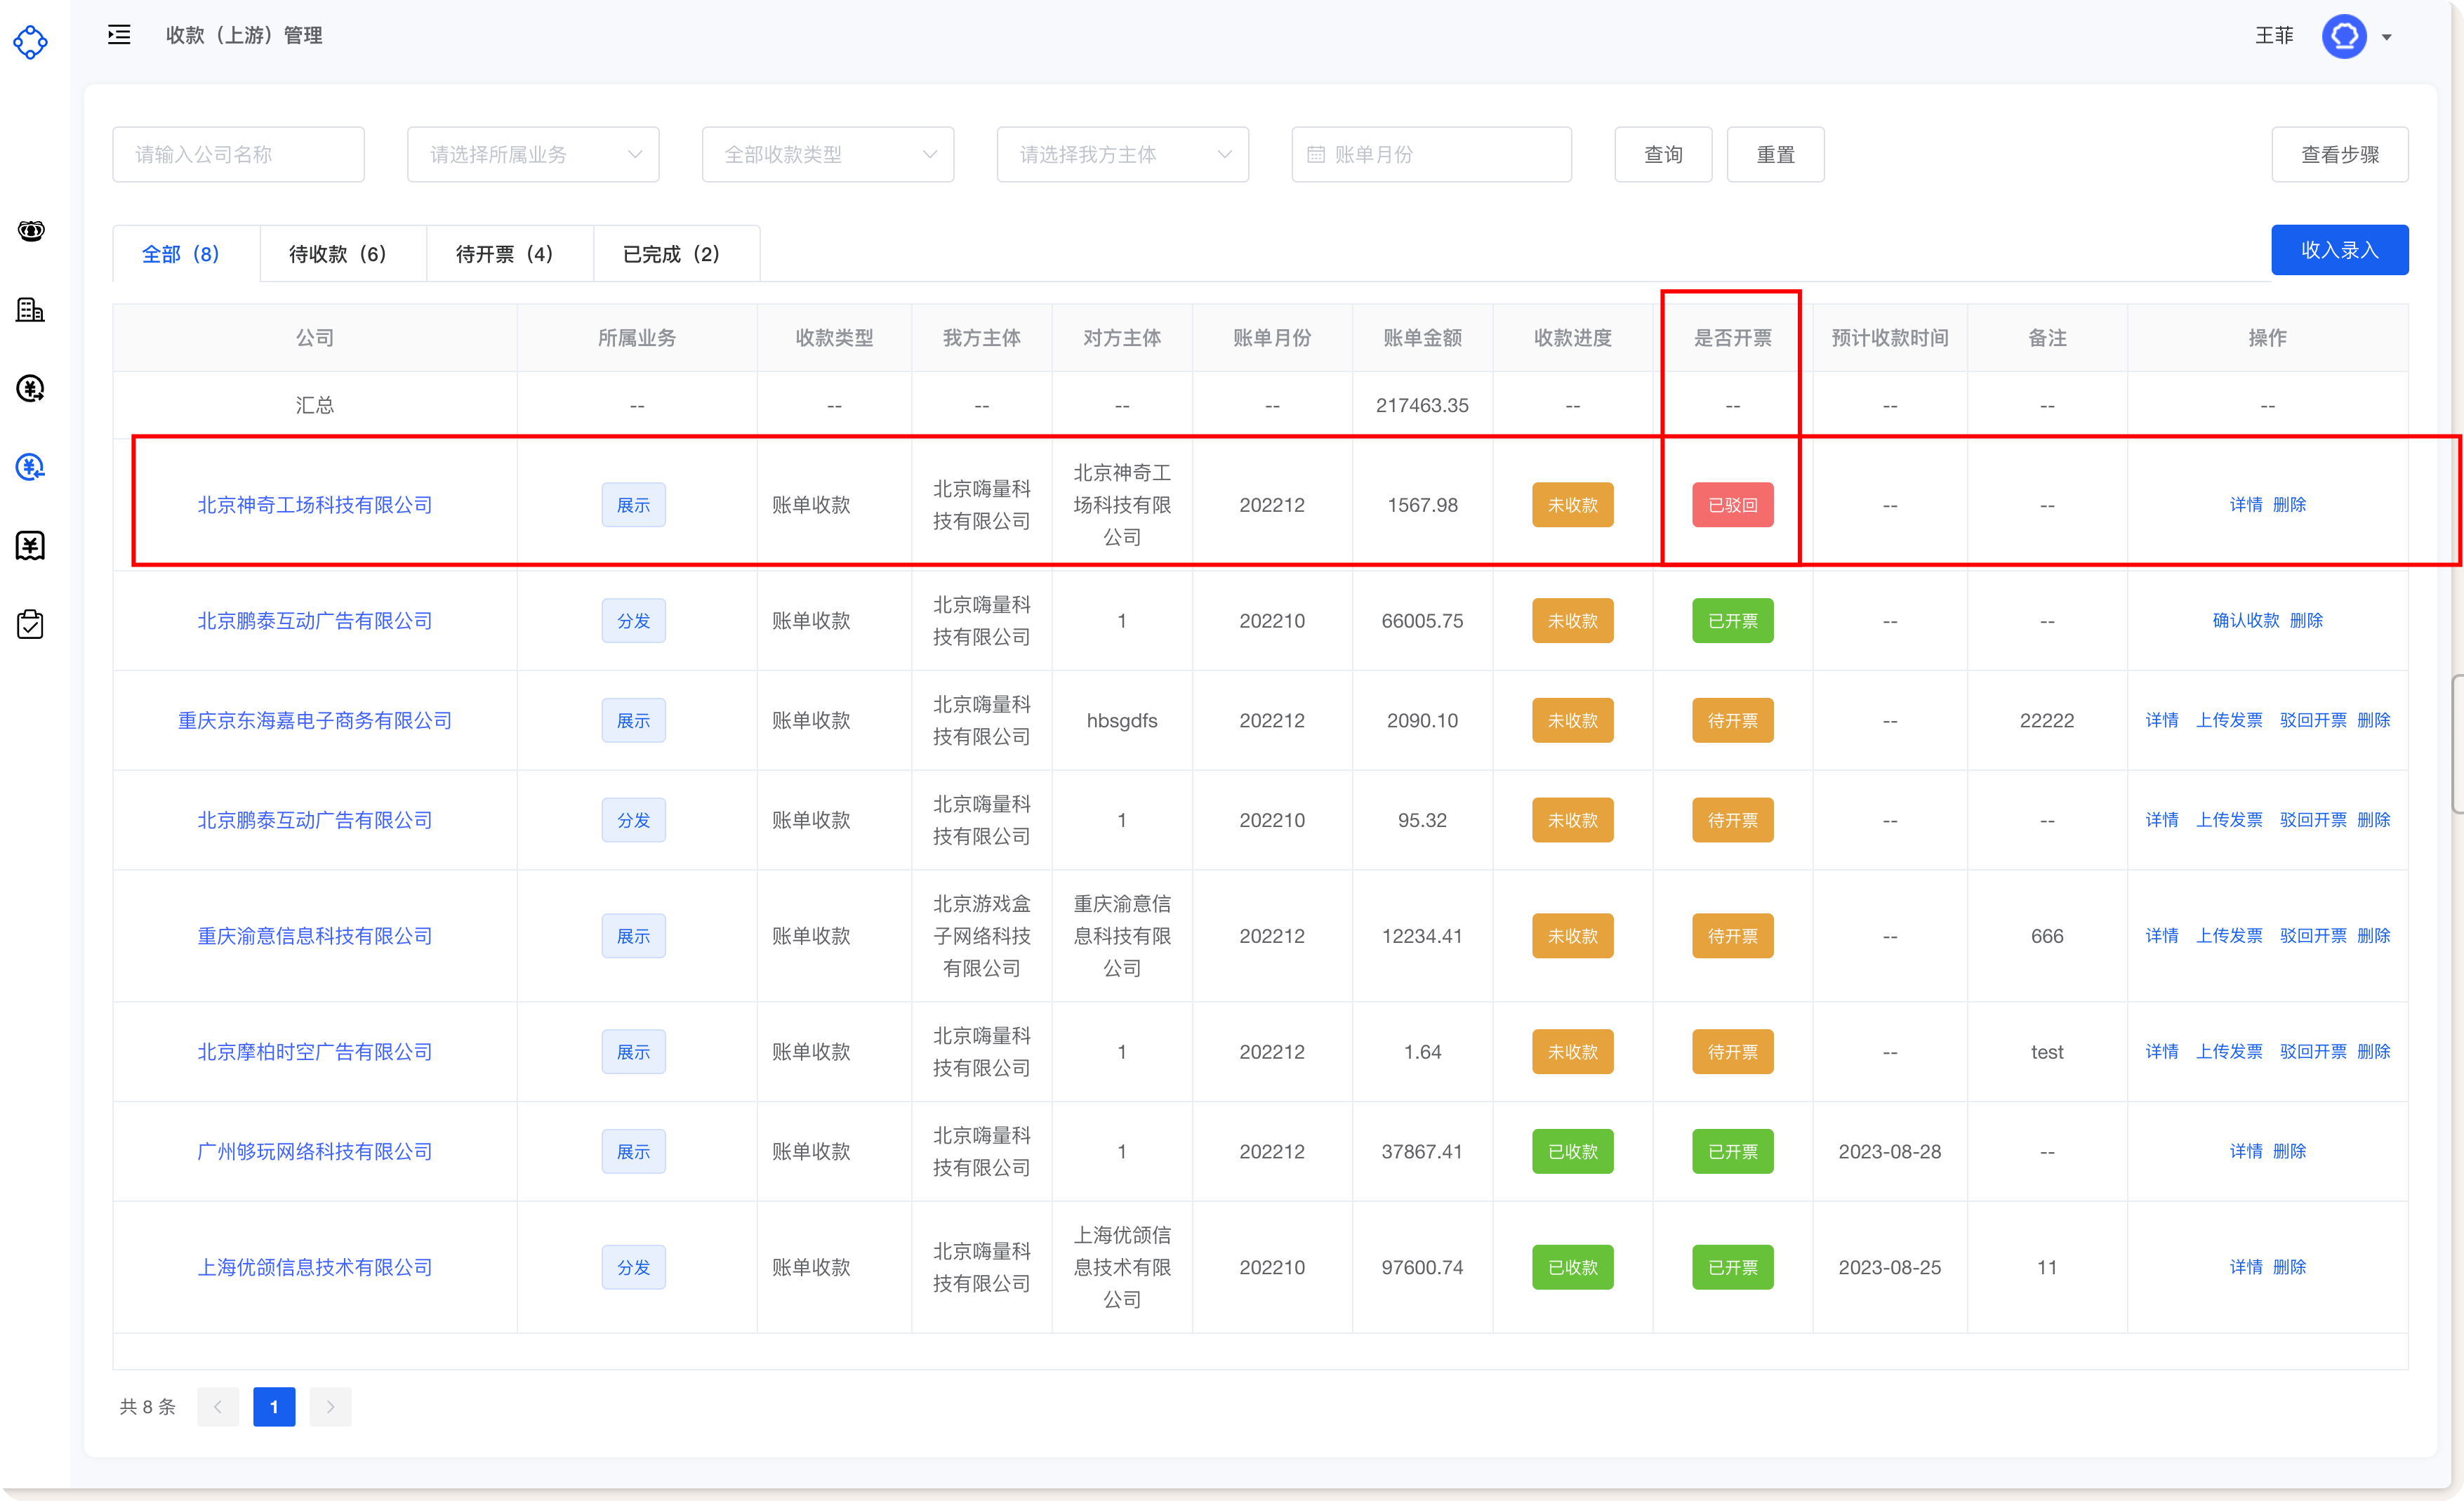 收款（上游）管理
王菲
请输入公司名称 请选择所属业务 全部收款类型 请选择我方主体 账单月份 查询 重置 查看步骤
全部（8） 待收款（6） 待开票（4） 已完成（2） 收入录入
公司 所属业务 收款类型 我方主体 对方主体 账单月份 账单金额 收款进度 是否开票 预计收款时间 备注 操作
汇总 -- -- -- -- -- 217463.35 -- -- -- -- --
北京神奇工场科技有限公司 展示 账单收款 北京嗨量科技有限公司 北京神奇工场科技有限公司 202212 1567.98 未收款 已驳回 -- -- 详情 删除
北京鹏泰互动广告有限公司 分发 账单收款 北京嗨量科技有限公司 1 202210 66005.75 未收款 已开票 -- -- 确认收款 删除
重庆京东海嘉电子商务有限公司 展示 账单收款 北京嗨量科技有限公司 hbsgdfs 202212 2090.10 未收款 待开票 -- 22222 详情 上传发票 驳回开票 删除
北京鹏泰互动广告有限公司 分发 账单收款 北京嗨量科技有限公司 1 202210 95.32 未收款 待开票 -- -- 详情 上传发票 驳回开票 删除
重庆渝意信息科技有限公司 展示 账单收款 北京游戏盒子网络科技有限公司 重庆渝意信息科技有限公司 202212 12234.41 未收款 待开票 -- 666 详情 上传发票 驳回开票 删除
北京摩柏时空广告有限公司 展示 账单收款 北京嗨量科技有限公司 1 202212 1.64 未收款 待开票 -- test 详情 上传发票 驳回开票 删除
广州够玩网络科技有限公司 展示 账单收款 北京嗨量科技有限公司 1 202212 37867.41 已收款 已开票 2023-08-28 -- 详情 删除
上海优颌信息技术有限公司 分发 账单收款 北京嗨量科技有限公司 上海优颌信息技术有限公司 202210 97600.74 已收款 已开票 2023-08-25 11 详情 删除
共 8 条 1